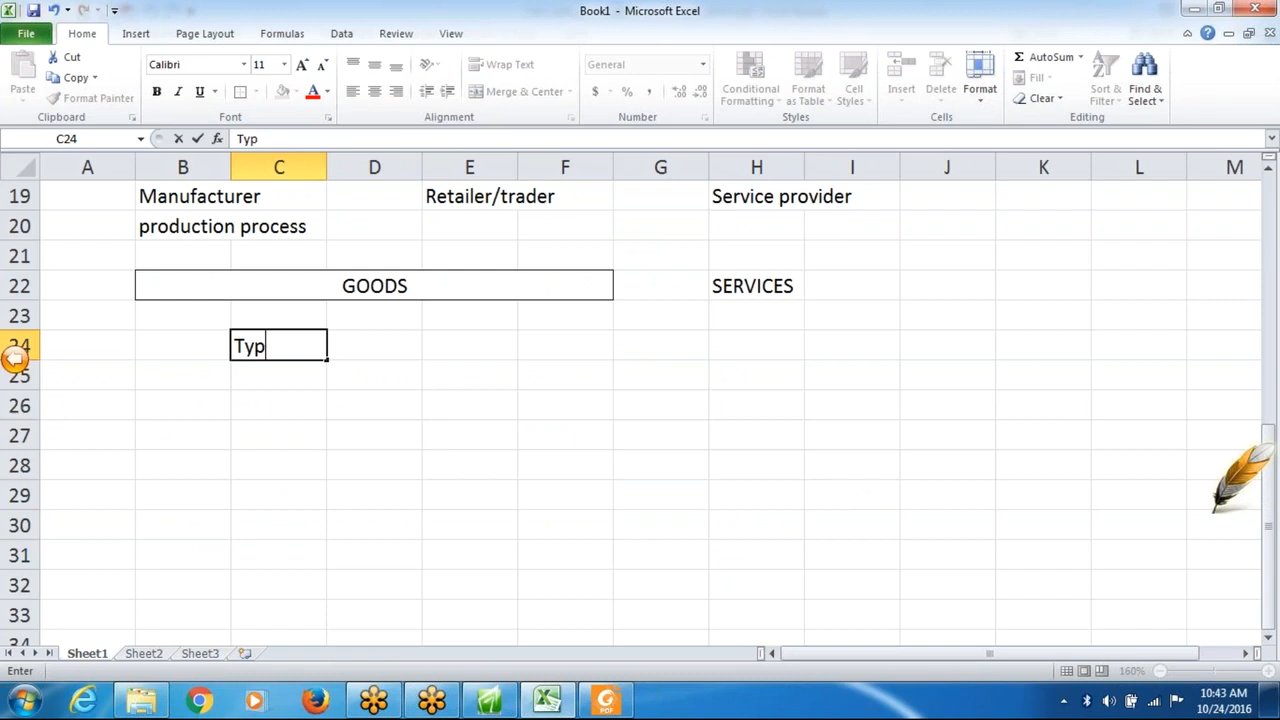 Book1 - Microsoft Excel
File Home Insert Page Layout Formulas Data Review View
Cut
Copy
Format Painter
Paste
Clipboard
Calibri 11
B I U
Font
Wrap Text
Merge & Center
Alignment
General
$ % ,
Number
Conditional Formatting
Format as Table
Cell Styles
Styles
Insert Delete Format
Cells
AutoSum
Fill
Clear
Sort & Filter
Find & Select
Editing
C24 fx Typ
A B C D E F G H I J K L M
19 Manufacturer Retailer/trader Service provider
20 production process
21
22 GOODS SERVICES
23
24 Typ
25
26
27
28
29
30
31
32
33
34
Sheet1 Sheet2 Sheet3
Enter 160%
PDF
10:43 AM
10/24/2016